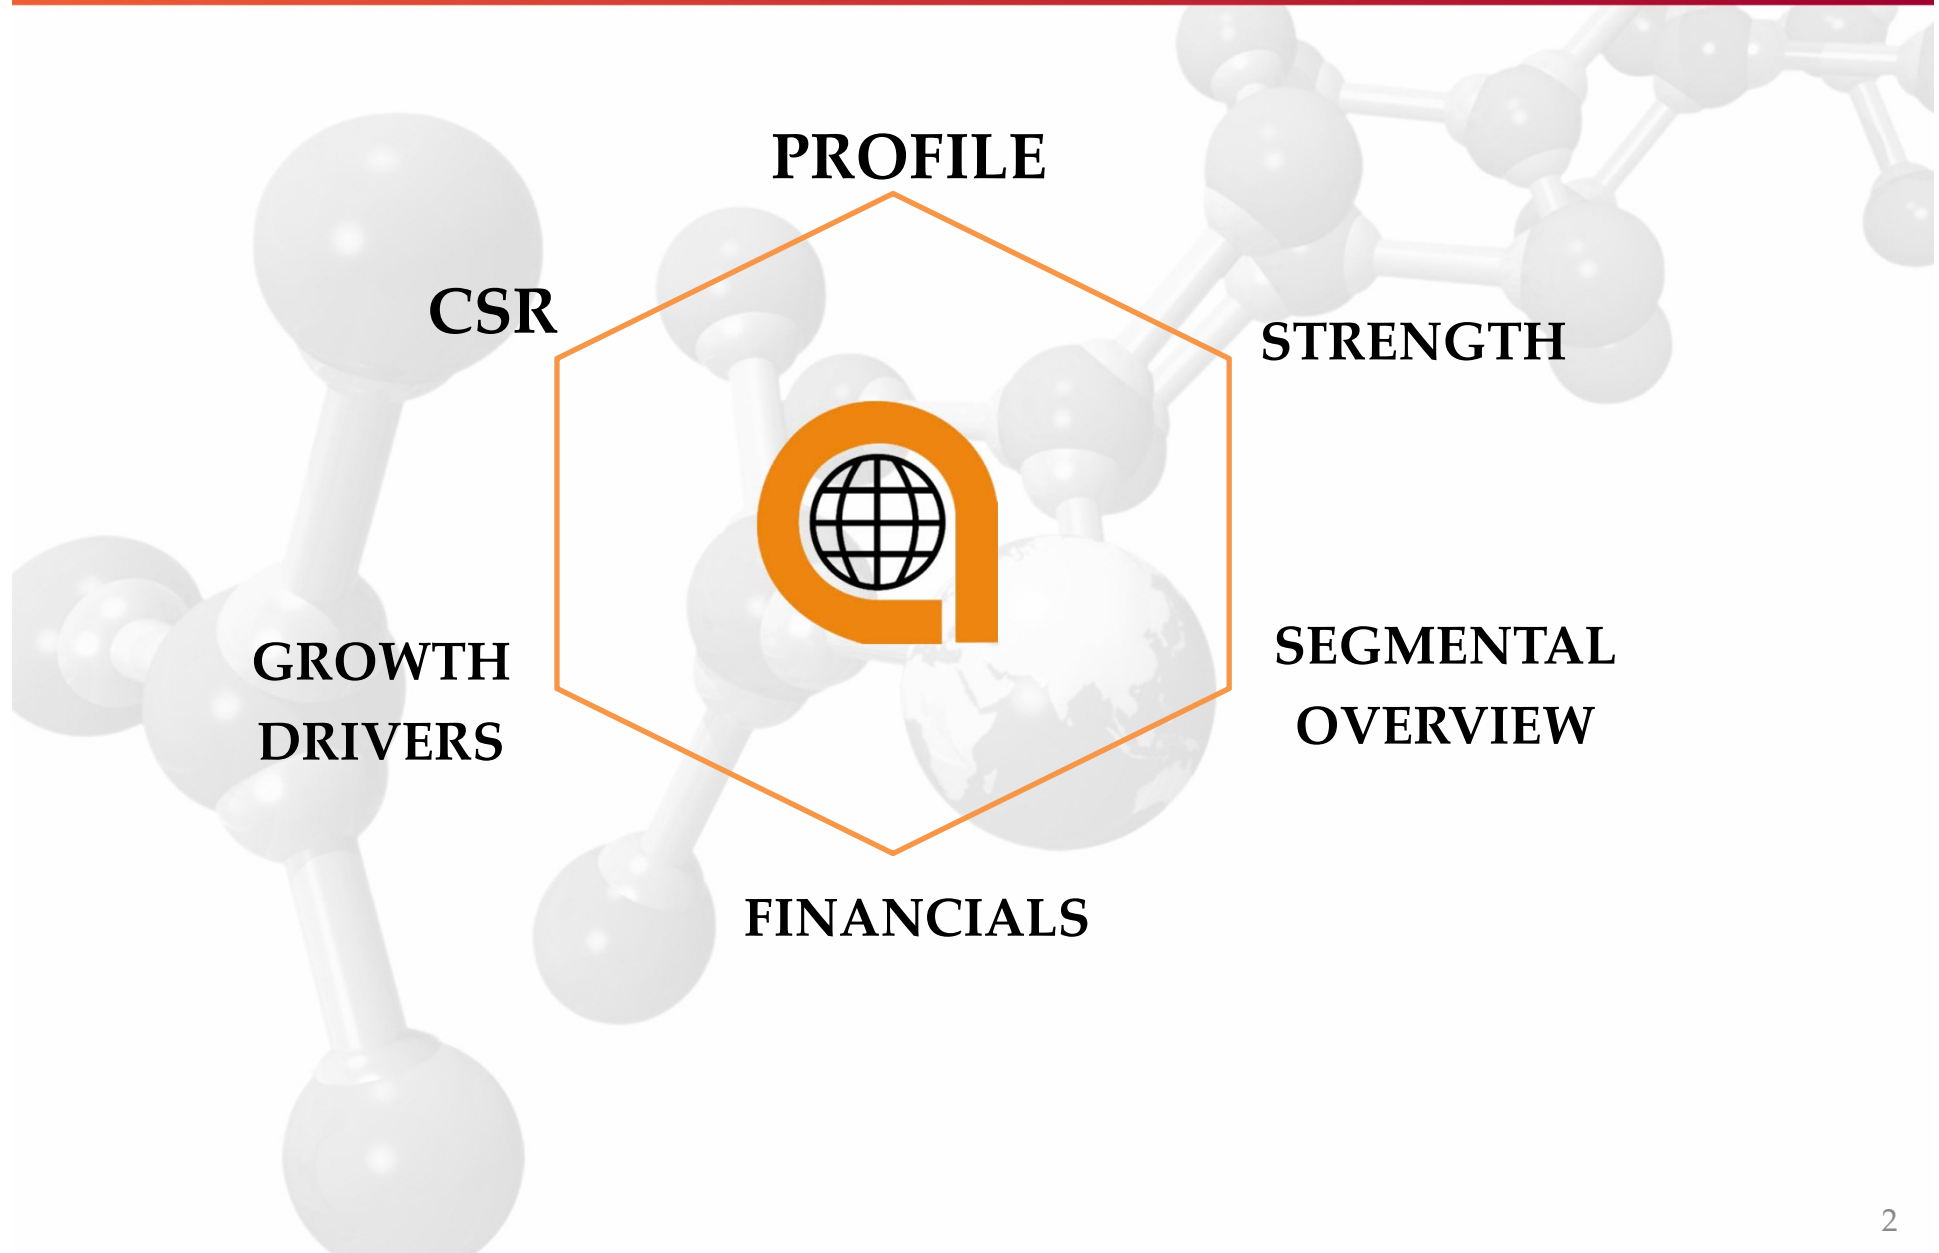 PROFILE
CSR
STRENGTH
GROWTH
DRIVERS
SEGMENTAL
OVERVIEW
FINANCIALS
2